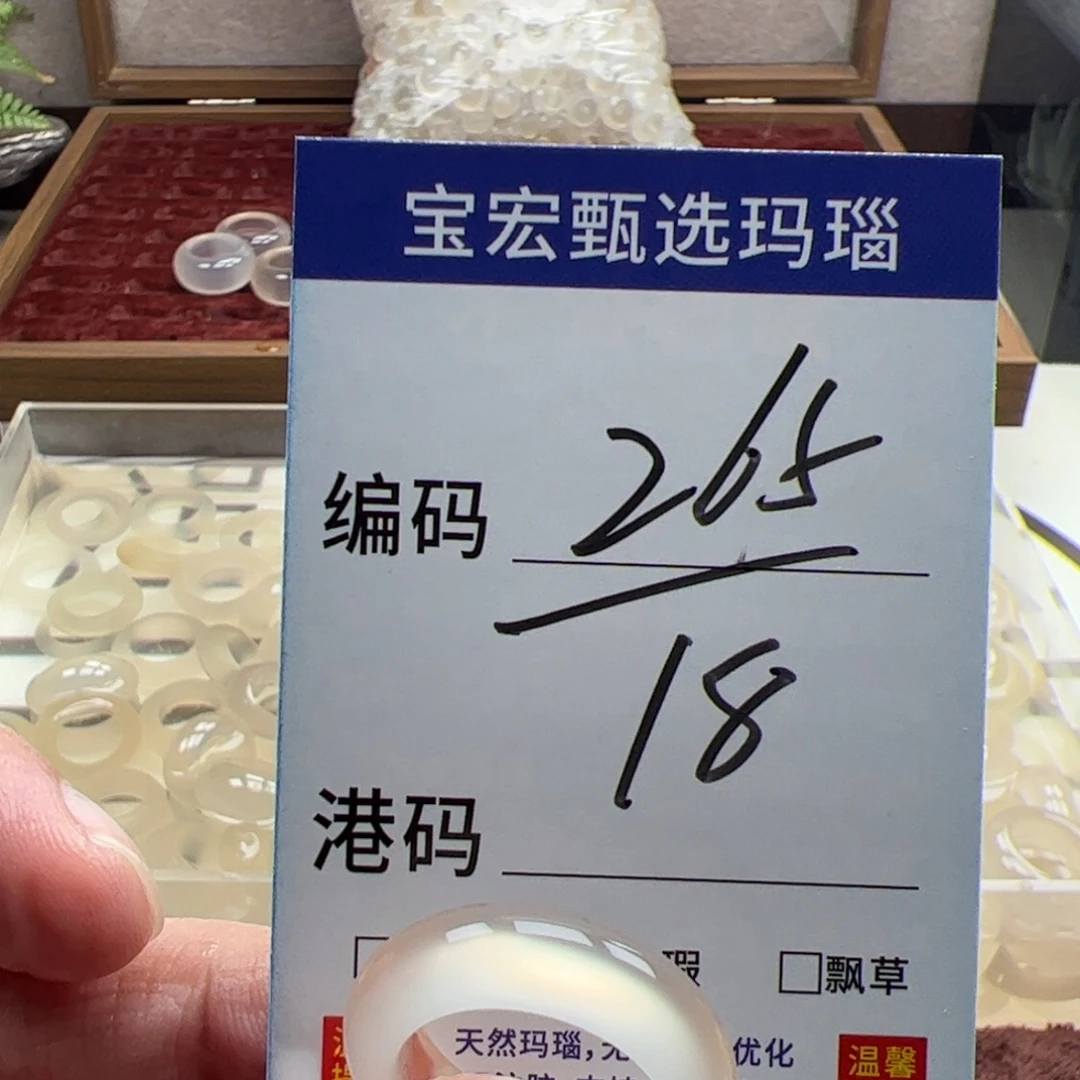 宝宏甄选玛瑙
编码 265
18
港码
瑕 □飘草
天然玛瑙,无 优化
温馨